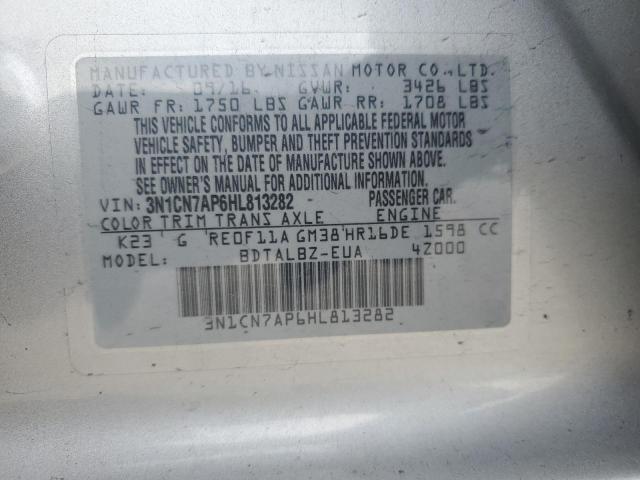 MANUFACTURED BY NISSAN MOTOR CO.,LTD.
DATE: 09/16 GVWR: 3426 LBS
GAWR FR: 1750 LBS GAWR RR: 1708 LBS
THIS VEHICLE CONFORMS TO ALL APPLICABLE FEDERAL MOTOR
VEHICLE SAFETY, BUMPER AND THEFT PREVENTION STANDARDS
IN EFFECT ON THE DATE OF MANUFACTURE SHOWN ABOVE.
SEE OWNER'S MANUAL FOR ADDITIONAL INFORMATION.
VIN: 3N1CN7AP6HL813282 PASSENGER CAR.
COLOR TRIM TRANS AXLE ENGINE
K23 G RE0F11A GM38 HR16DE 1598 CC
MODEL: BDTALBZ-EUA 4Z000
3N1CN7AP6HL813282